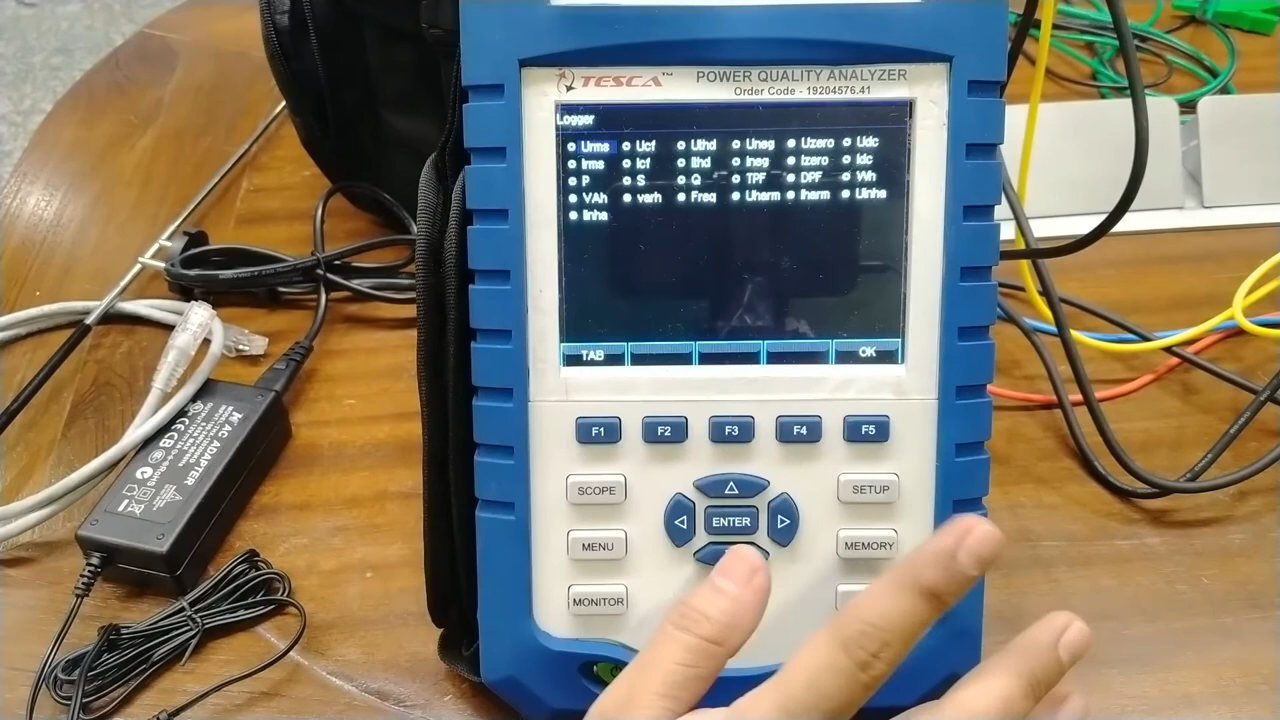 TESCA™ POWER QUALITY ANALYZER
Order Code - 19204576.41
Logger
Urms Ucf Uthd Uneg Uzero Udc
Irms Icf Ithd Ineg Izero Idc
P S Q TPF DPF Wh
VAh varh Freq Uharm Iharm Uinha
Iinha
TAB OK
F1 F2 F3 F4 F5
SCOPE SETUP
ENTER
MENU MEMORY
MONITOR
AC ADAPTER